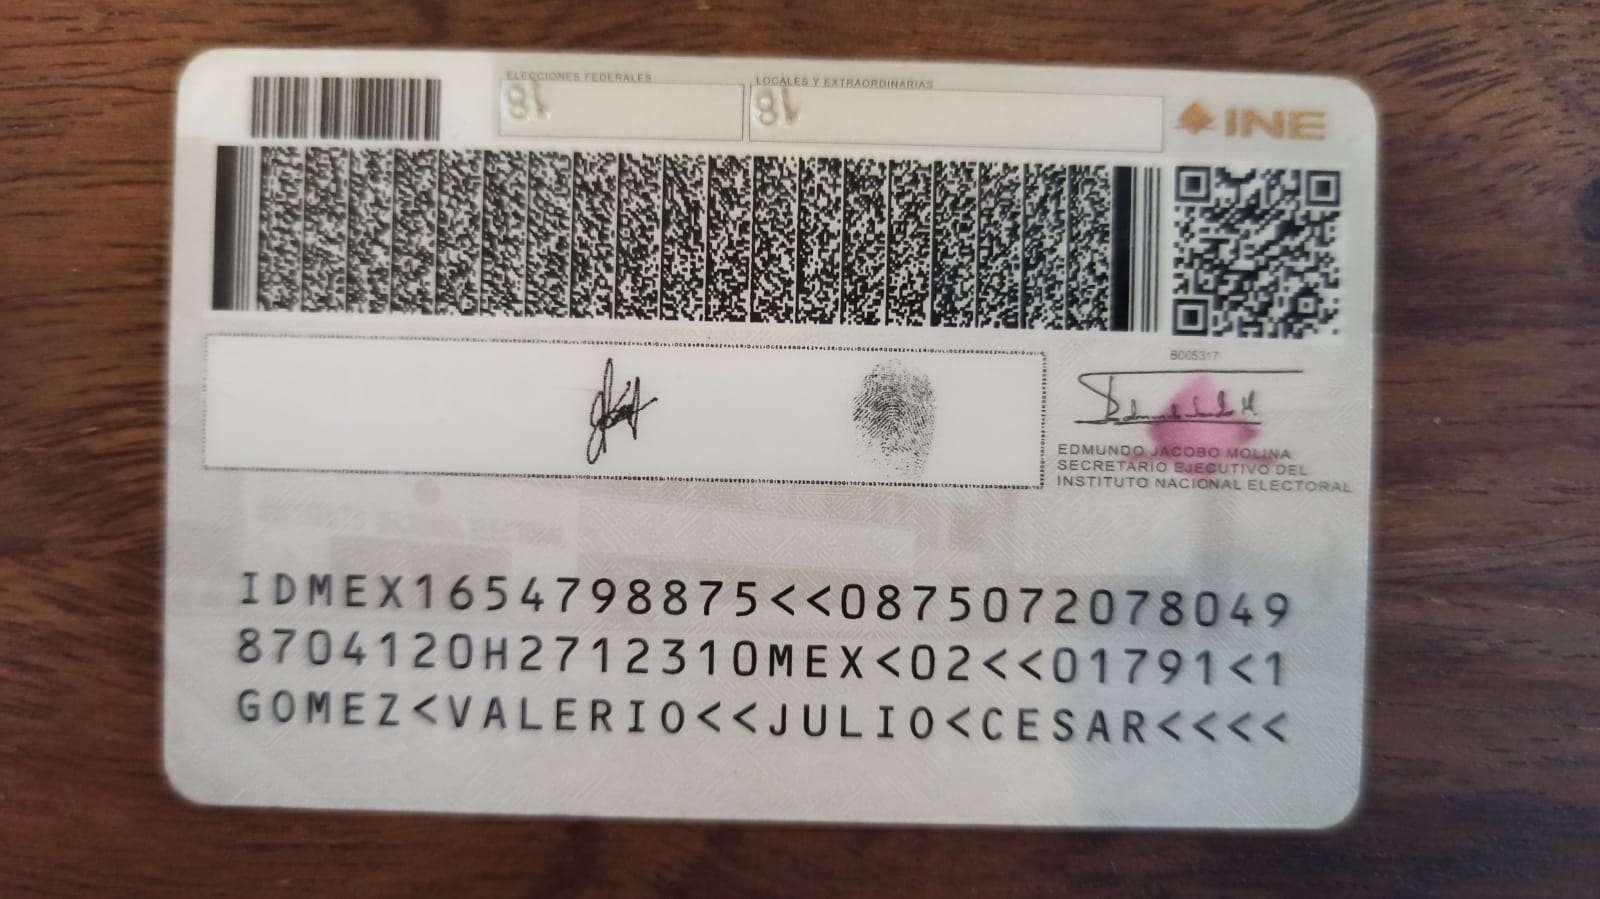 ELECCIONES FEDERALES
LOCALES Y EXTRAORDINARIAS
18
18
INE
B005317
EDMUNDO JACOBO MOLINA
SECRETARIO EJECUTIVO DEL
INSTITUTO NACIONAL ELECTORAL
IDMEX1654798875<<0875072078049
8704120H2712310MEX<02<<01791<1
GOMEZ<VALERIO<<JULIO<CESAR<<<<